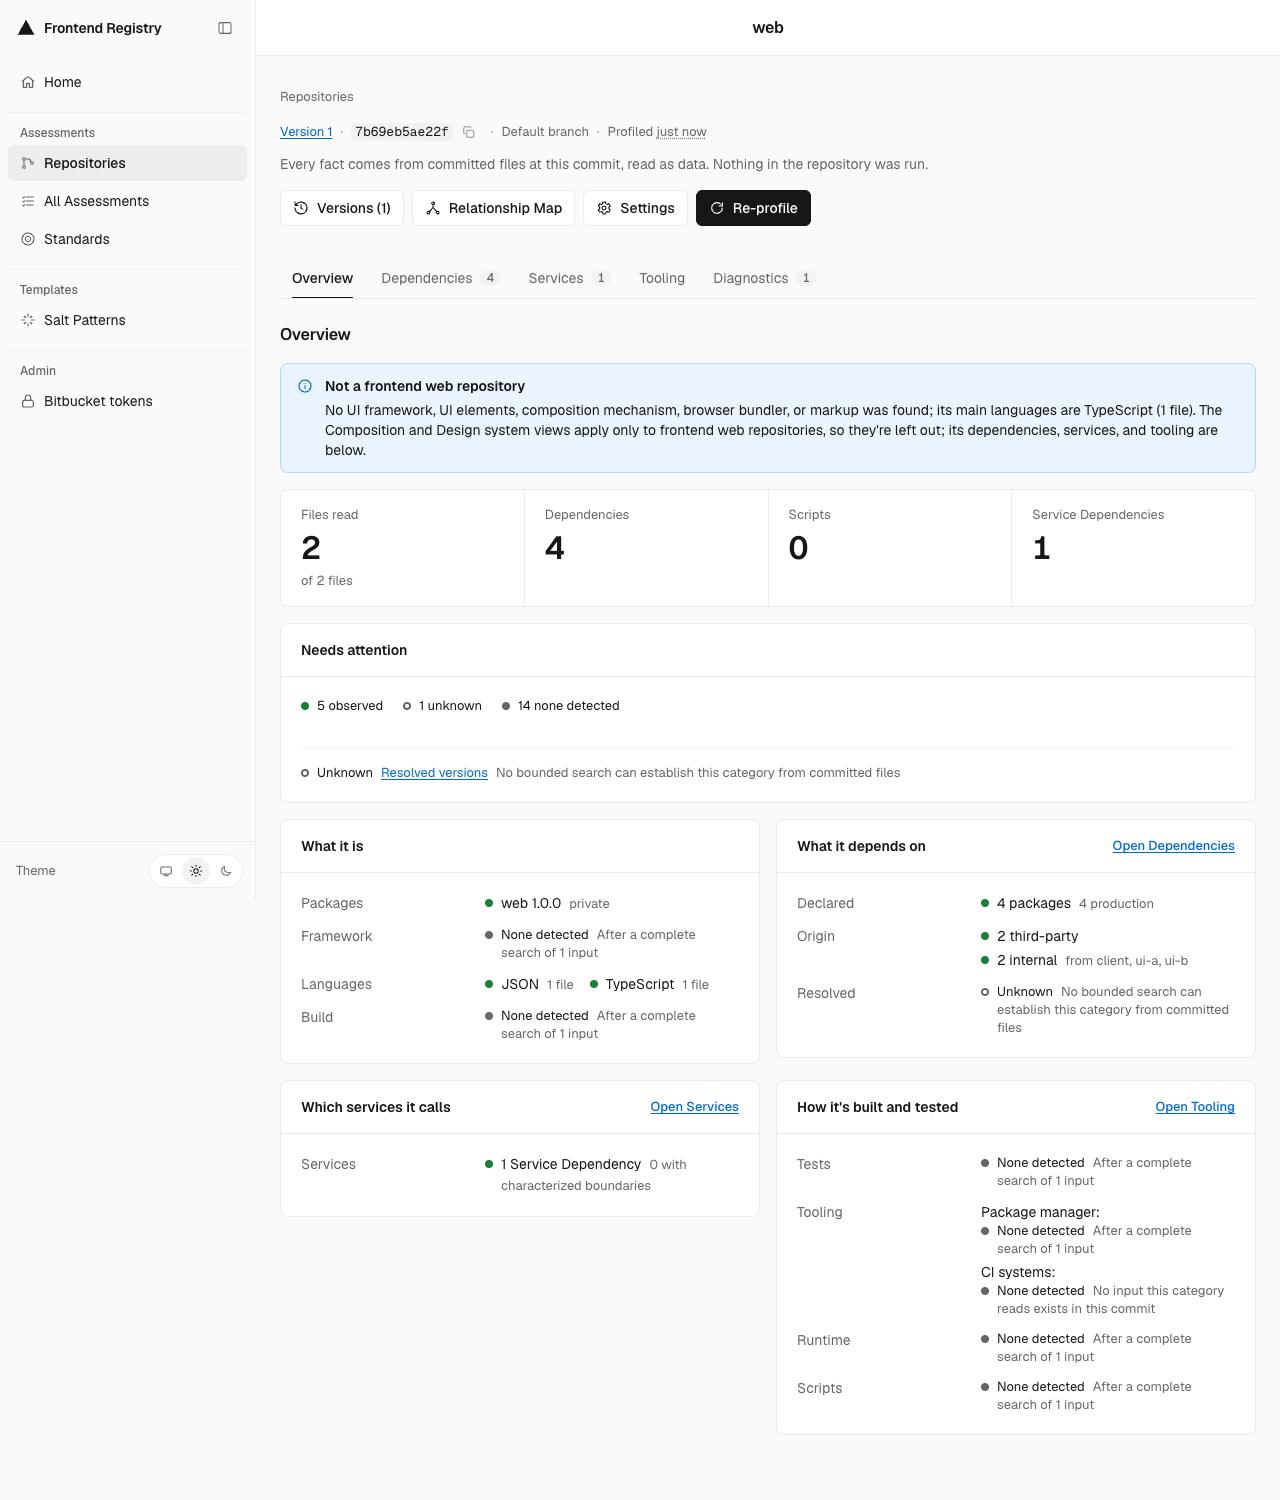 Frontend Registry
Home
Assessments
Repositories
All Assessments
Standards
Templates
Salt Patterns
Admin
Bitbucket tokens
Theme
web
Repositories
Version 1 · 7b69eb5ae22f · Default branch · Profiled just now
Every fact comes from committed files at this commit, read as data. Nothing in the repository was run.
Versions (1)
Relationship Map
Settings
Re-profile
Overview
Dependencies 4
Services 1
Tooling
Diagnostics 1
Overview
Not a frontend web repository
No UI framework, UI elements, composition mechanism, browser bundler, or markup was found; its main languages are TypeScript (1 file). The
Composition and Design system views apply only to frontend web repositories, so they're left out; its dependencies, services, and tooling are
below.
Files read
2
of 2 files
Dependencies
4
Scripts
0
Service Dependencies
1
Needs attention
5 observed
1 unknown
14 none detected
Unknown Resolved versions No bounded search can establish this category from committed files
What it is
Packages
web 1.0.0 private
Framework
None detected After a complete
search of 1 input
Languages
JSON 1 file TypeScript 1 file
Build
None detected After a complete
search of 1 input
What it depends on
Open Dependencies
Declared
4 packages 4 production
Origin
2 third-party
2 internal from client, ui-a, ui-b
Resolved
Unknown No bounded search can
establish this category from committed
files
Which services it calls
Open Services
Services
1 Service Dependency 0 with
characterized boundaries
How it's built and tested
Open Tooling
Tests
None detected After a complete
search of 1 input
Tooling
Package manager:
None detected After a complete
search of 1 input
CI systems:
None detected No input this category
reads exists in this commit
Runtime
None detected After a complete
search of 1 input
Scripts
None detected After a complete
search of 1 input